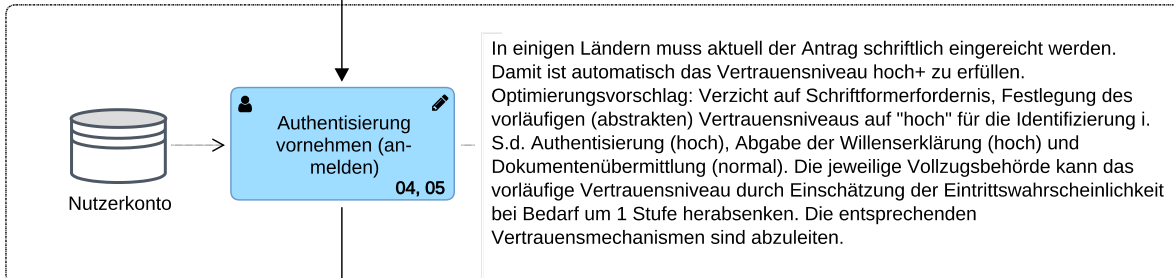 In einigen Ländern muss aktuell der Antrag schriftlich eingereicht werden.
Damit ist automatisch das Vertrauensniveau hoch+ zu erfüllen.
Optimierungsvorschlag: Verzicht auf Schriftformerfordernis, Festlegung des
vorläufigen (abstrakten) Vertrauensniveaus auf "hoch" für die Identifizierung i.
S.d. Authentisierung (hoch), Abgabe der Willenserklärung (hoch) und
Dokumentenübermittlung (normal). Die jeweilige Vollzugsbehörde kann das
vorläufige Vertrauensniveau durch Einschätzung der Eintrittswahrscheinlichkeit
bei Bedarf um 1 Stufe herabsenken. Die entsprechenden
Vertrauensmechanismen sind abzuleiten.
Authentisierung
vornehmen (an-
melden)
04, 05
Nutzerkonto